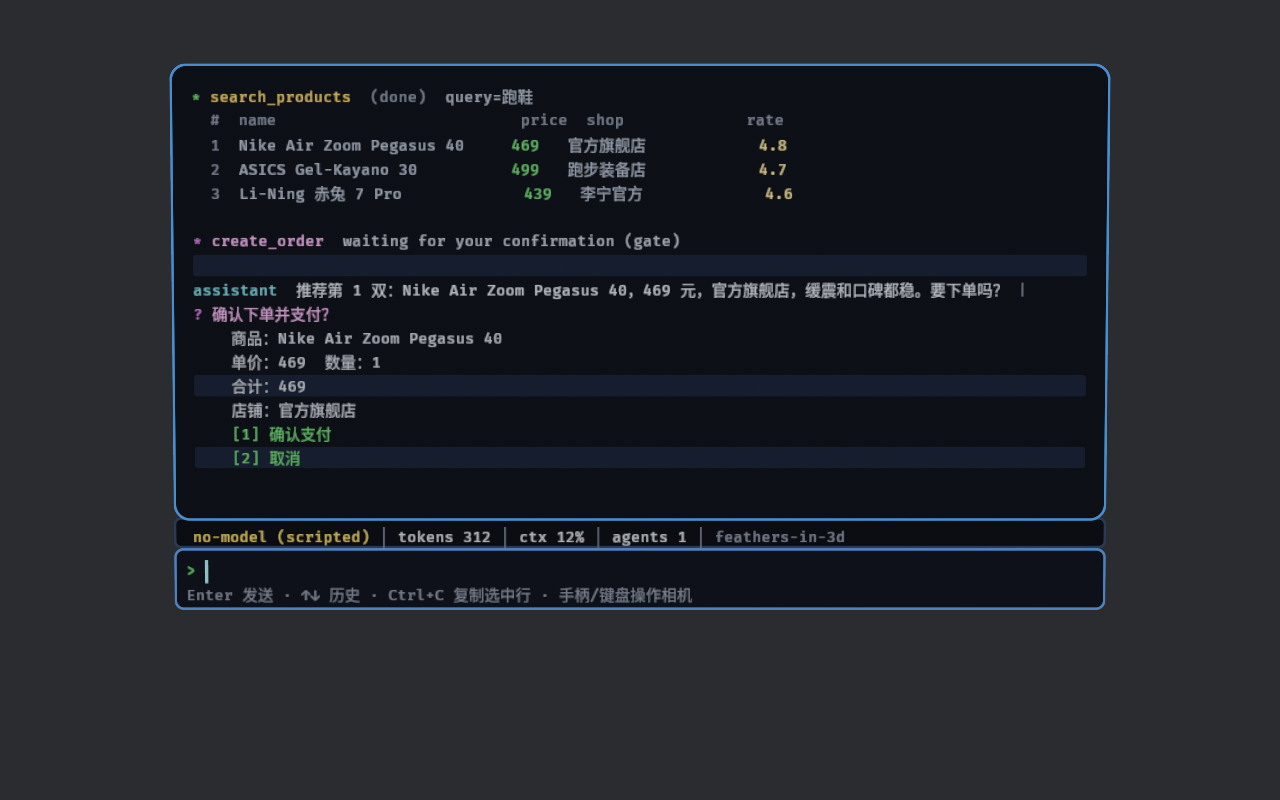 * search_products (done) query=跑鞋
# name price shop rate
1 Nike Air Zoom Pegasus 40 469 官方旗舰店 4.8
2 ASICS Gel-Kayano 30 499 跑步装备店 4.7
3 Li-Ning 赤兔 7 Pro 439 李宁官方 4.6
* create_order waiting for your confirmation (gate)
assistant 推荐第 1 双: Nike Air Zoom Pegasus 40, 469 元, 官方旗舰店, 缓震和口碑都稳。要下单吗? |
? 确认下单并支付?
商品: Nike Air Zoom Pegasus 40
单价: 469 数量: 1
合计: 469
店铺: 官方旗舰店
[1] 确认支付
[2] 取消
no-model (scripted) │ tokens 312 │ ctx 12% │ agents 1 │ feathers-in-3d
>
Enter 发送 · ↑↓ 历史 · Ctrl+C 复制选中行 · 手柄/键盘操作相机